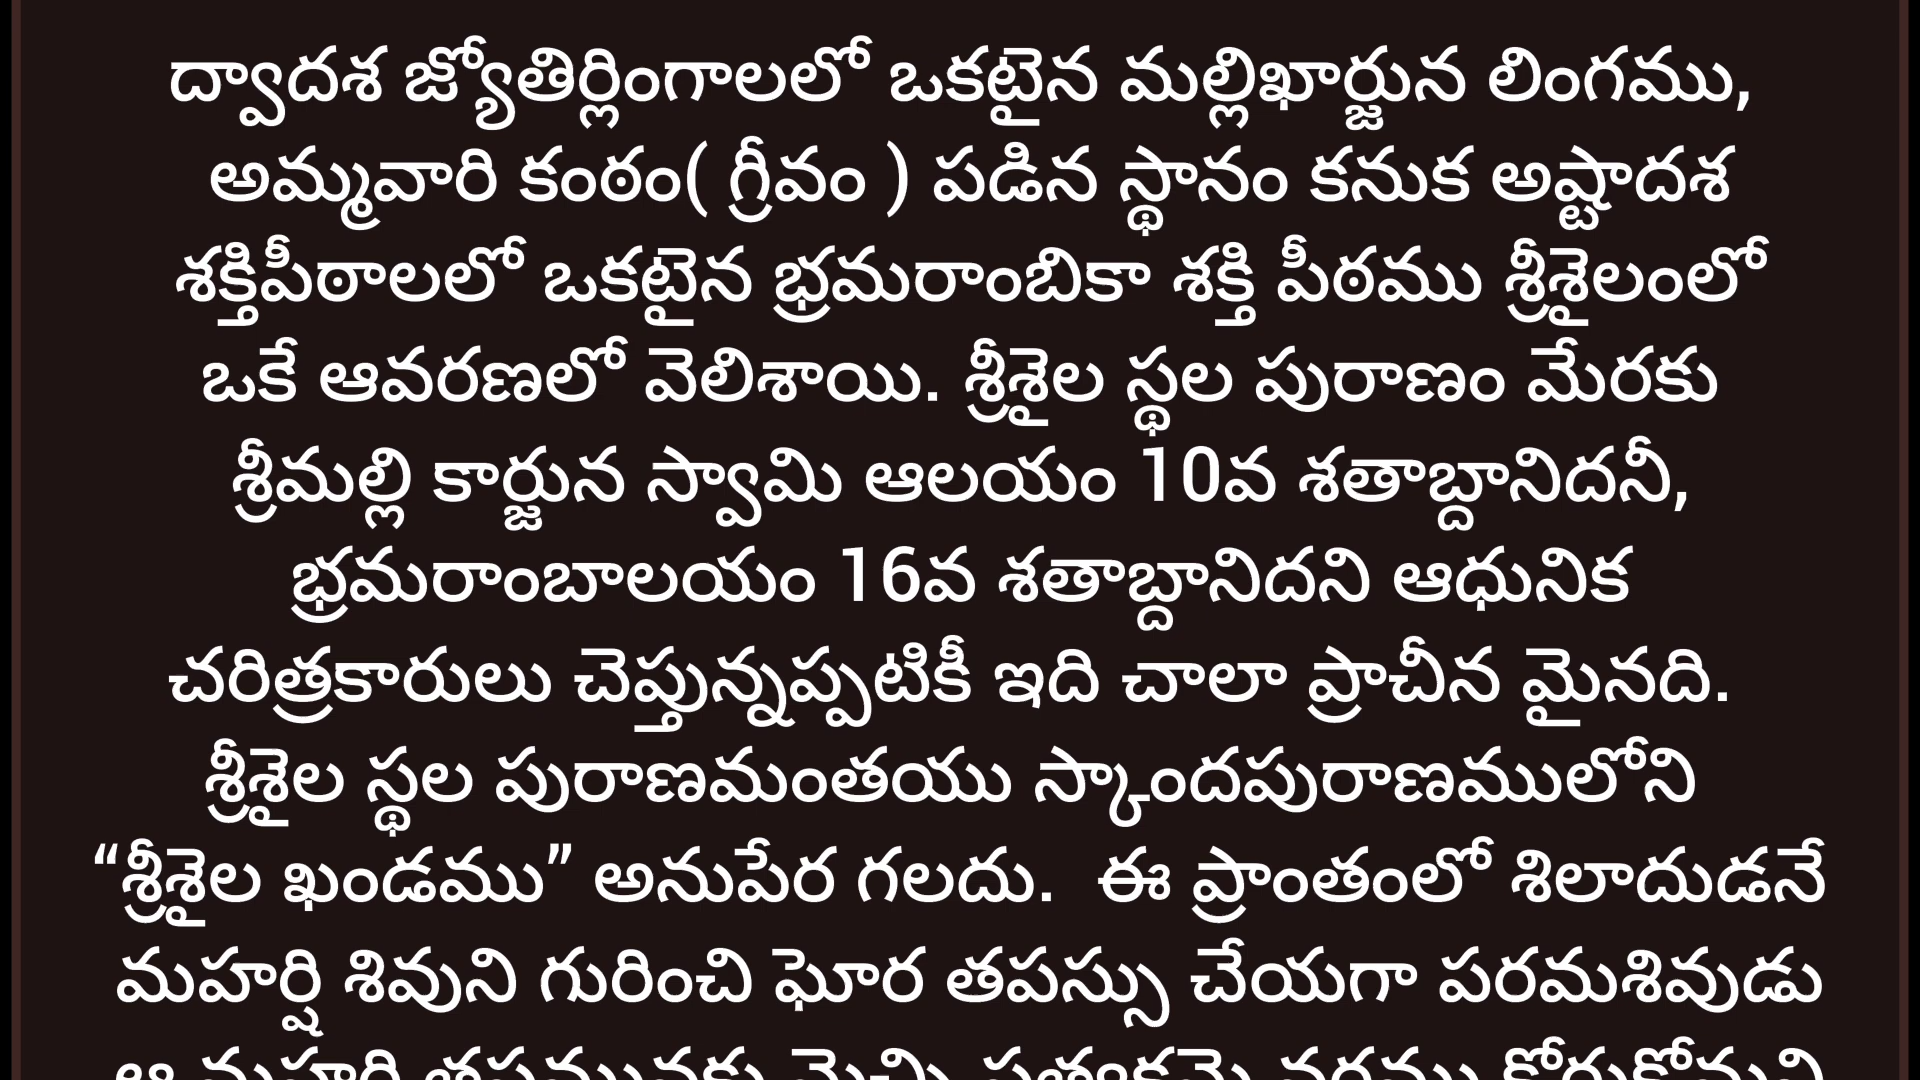 ద్వాదశ జ్యోతిర్లింగాలలో ఒకటైన మల్లిఖార్జున లింగము,
అమ్మవారి కంఠం( గ్రీవం ) పడిన స్థానం కనుక అష్టాదశ
శక్తిపీఠాలలో ఒకటైన భ్రమరాంబికా శక్తి పీఠము శ్రీశైలంలో
ఒకే ఆవరణలో వెలిశాయి. శ్రీశైల స్థల పురాణం మేరకు
శ్రీమల్లి కార్జున స్వామి ఆలయం 10వ శతాబ్దానిదనీ,
భ్రమరాంబాలయం 16వ శతాబ్దానిదని ఆధునిక
చరిత్రకారులు చెప్తున్నప్పటికీ ఇది చాలా ప్రాచీన మైనది.
శ్రీశైల స్థల పురాణమంతయు స్కాందపురాణములోని
“శ్రీశైల ఖండము” అనుపేర గలదు. ఈ ప్రాంతంలో శిలాదుడనే
మహర్షి శివుని గురించి ఘోర తపస్సు చేయగా పరమశివుడు